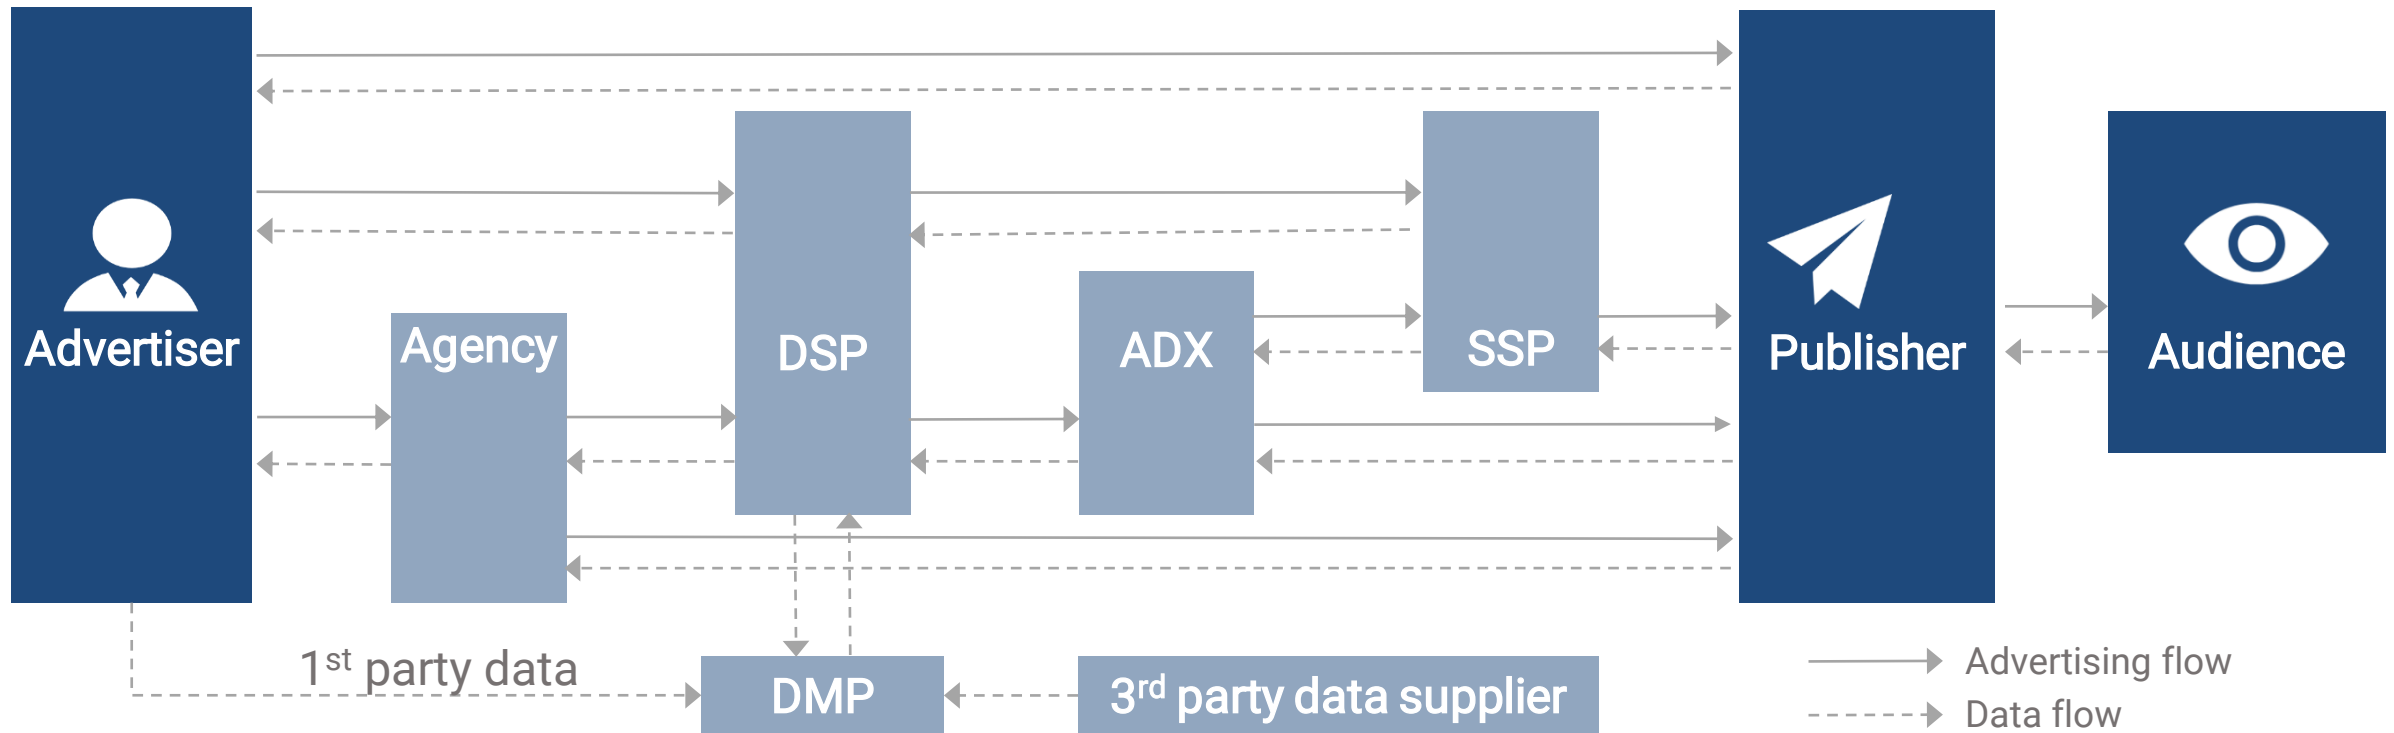 Advertiser
Agency
DSP
ADX
SSP
Publisher
Audience
1st party data
DMP
3rd party data supplier
Advertising flow
Data flow